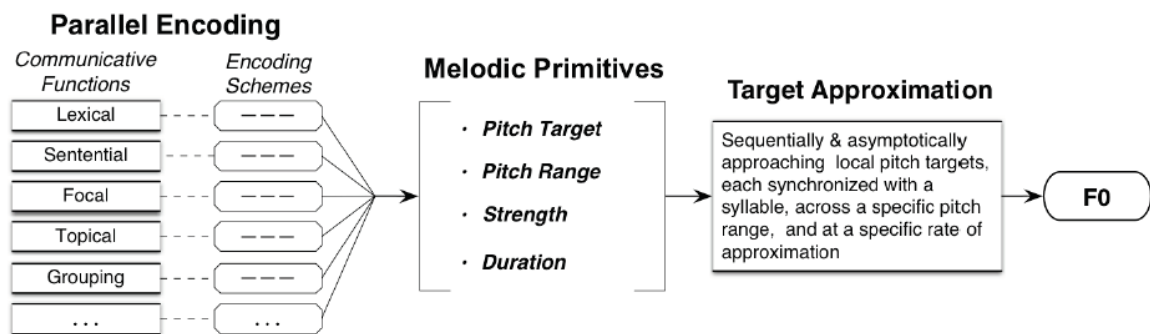 Parallel Encoding
Communicative
Functions
Encoding
Schemes
Lexical
Sentential
Focal
Topical
Grouping
...
— — —
— — —
— — —
— — —
— — —
...
Melodic Primitives
· Pitch Target
· Pitch Range
· Strength
· Duration
Target Approximation
Sequentially & asymptotically
approaching local pitch targets,
each synchronized with a
syllable, across a specific pitch
range, and at a specific rate of
approximation
F0